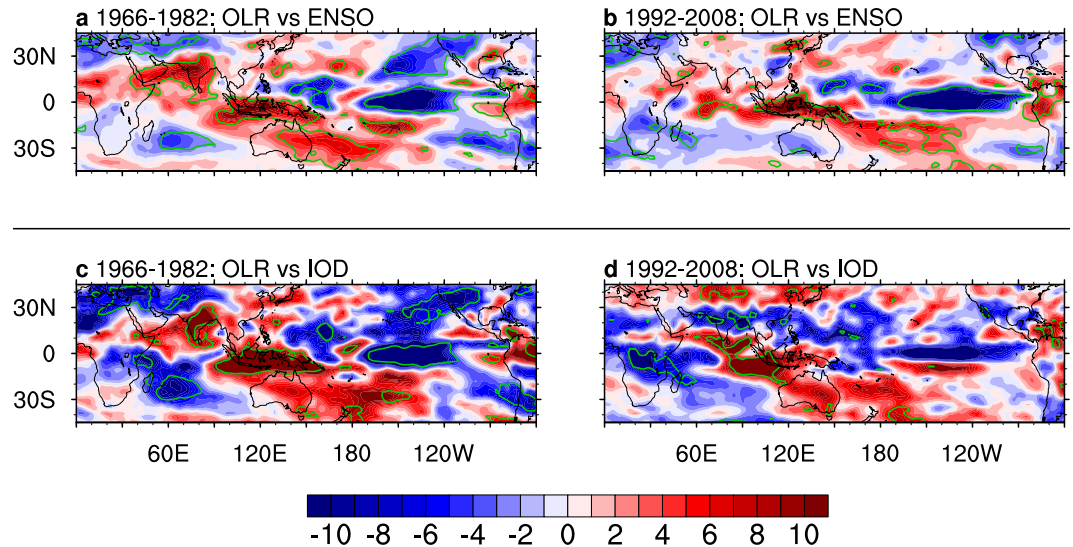 a 1966-1982: OLR vs ENSO
b 1992-2008: OLR vs ENSO
30N
0
30S
c 1966-1982: OLR vs IOD
d 1992-2008: OLR vs IOD
30N
0
30S
60E 120E 180 120W
60E 120E 180 120W
-10 -8 -6 -4 -2 0 2 4 6 8 10